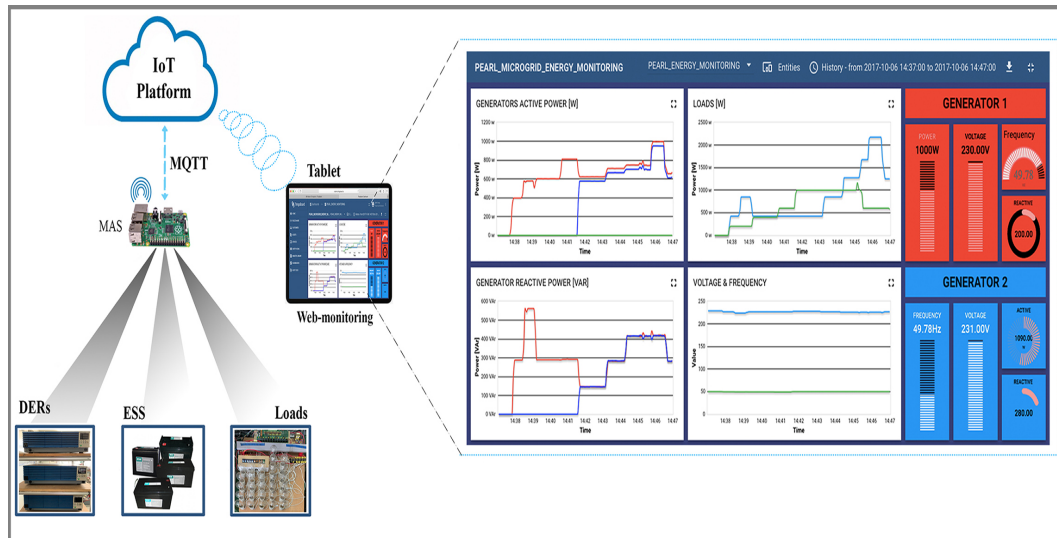 IoT
Platform
MQTT
MAS
Tablet
Web-monitoring
DERs
ESS
Loads
PEARL_MICROGRID_ENERGY_MONITORING
PEARL_ENERGY_MONITORING
Entities
History - from 2017-10-06 14:37:00 to 2017-10-06 14:47:00
GENERATORS ACTIVE POWER [W]
1200 w
1000 w
800 w
600 w
400 w
200 w
0 w
Power [W]
14:38 14:39 14:40 14:41 14:42 14:43 14:44 14:45 14:46 14:47
Time
LOADS [W]
2500 w
2000 w
1500 w
1000 w
500 w
0 w
Power [W]
14:38 14:39 14:40 14:41 14:42 14:43 14:44 14:45 14:46 14:47
Time
GENERATOR 1
POWER
1000W
VOLTAGE
230.00V
Frequency
49.78
REACTIVE
200.00
GENERATOR REACTIVE POWER [VAR]
600 VAr
500 VAr
400 VAr
300 VAr
200 VAr
100 VAr
0 VAr
Power [VAr]
14:38 14:39 14:40 14:41 14:42 14:43 14:44 14:45 14:46 14:47
Time
VOLTAGE & FREQUENCY
250
200
150
100
50
0
Value
14:38 14:39 14:40 14:41 14:42 14:43 14:44 14:45 14:46 14:47
Time
GENERATOR 2
FREQUENCY
49.78Hz
VOLTAGE
231.00V
ACTIVE
1090.00
REACTIVE
280.00